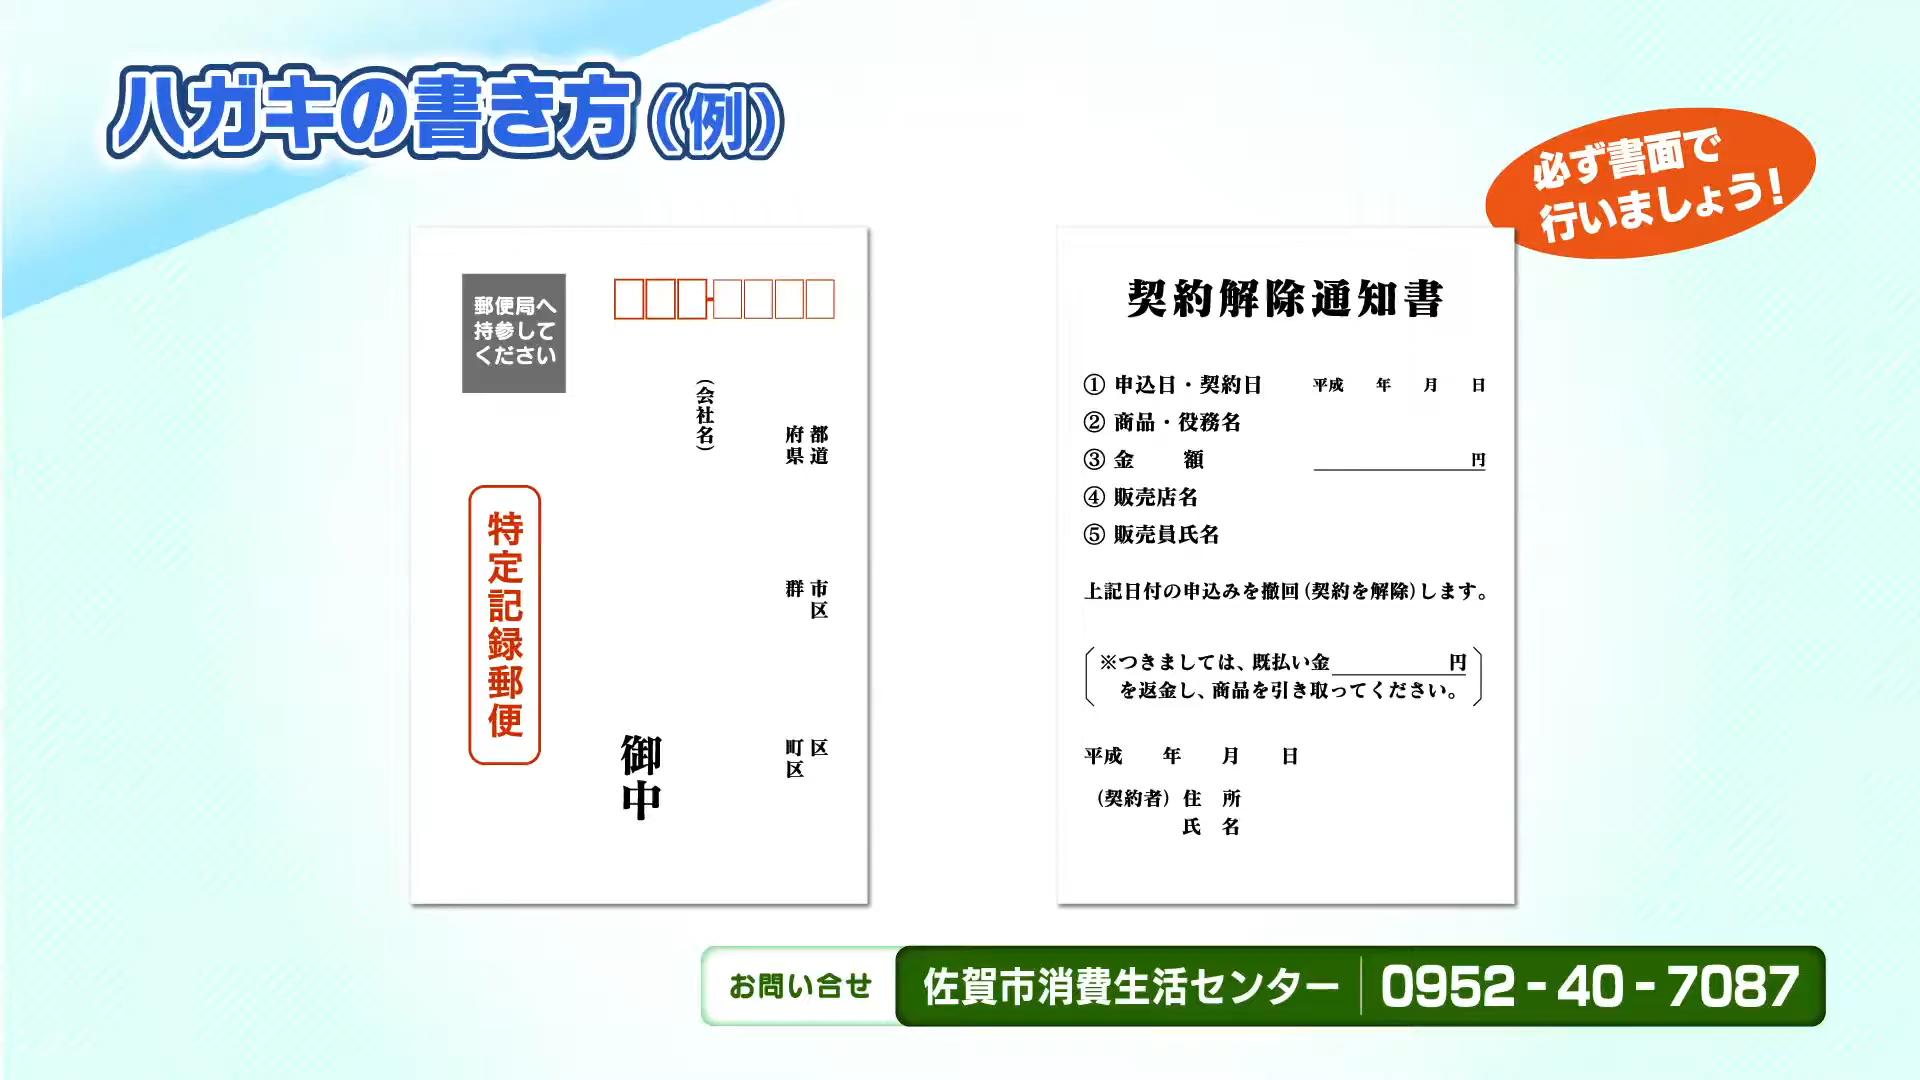 ハガキの書き方(例)
必ず書面で
行いましょう!
郵便局へ
持参して
ください
都道
府県
市区
群
区
町区
(会社名)
御中
特定記録郵便
契約解除通知書
① 申込日・契約日 平成 年 月 日
② 商品・役務名
③ 金 額 円
④ 販売店名
⑤ 販売員氏名
上記日付の申込みを撤回(契約を解除)します。
※つきましては、既払い金 円
を返金し、商品を引き取ってください。
平成 年 月 日
(契約者) 住 所
氏 名
お問い合せ 佐賀市消費生活センター 0952-40-7087